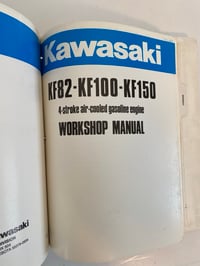 Kawasaki
KF82-KF100-KF150
4-stroke air-cooled gasoline engine
WORKSHOP MANUAL
Kawasaki